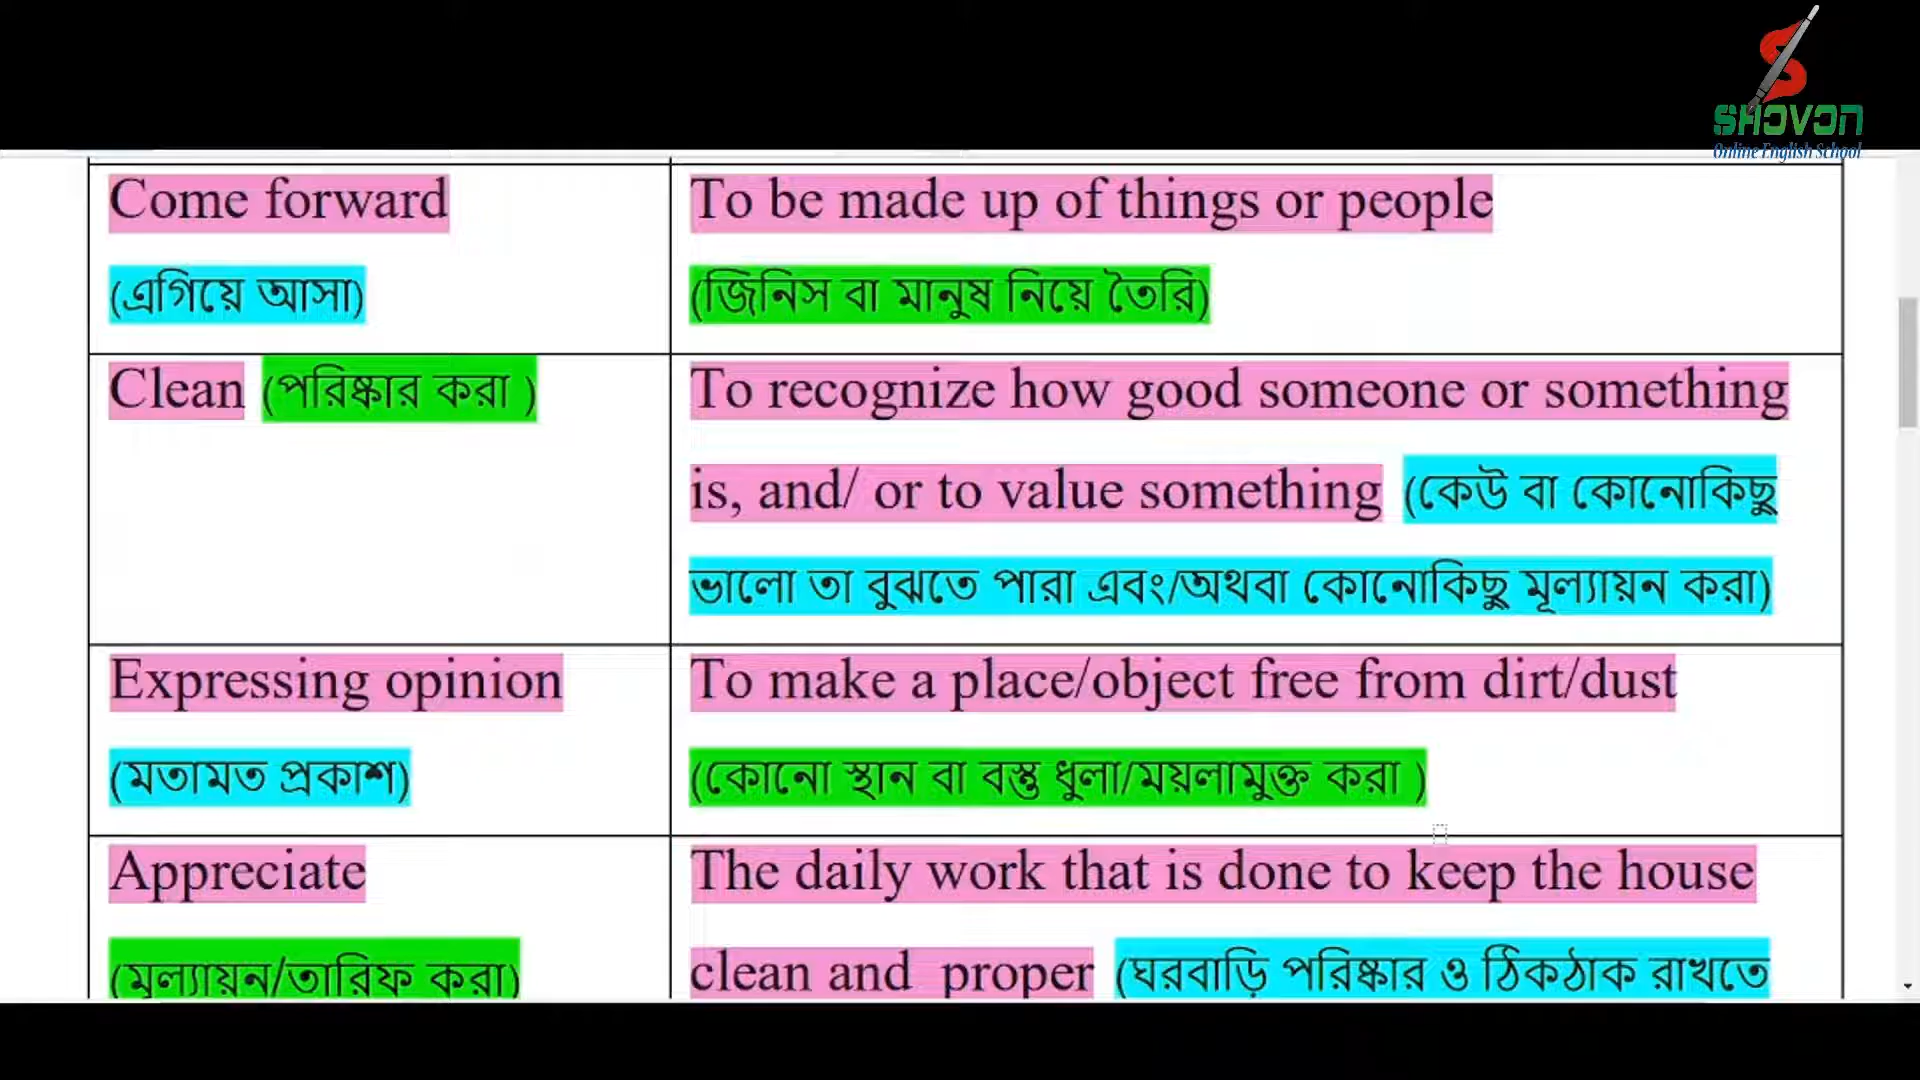 SHOVON
Online English School
Come forward
(এগিয়ে আসা)
To be made up of things or people
(জিনিস বা মানুষ নিয়ে তৈরি)
Clean (পরিষ্কার করা )
To recognize how good someone or something
is, and/ or to value something (কেউ বা কোনোকিছু
ভালো তা বুঝতে পারা এবং/অথবা কোনোকিছু মূল্যায়ন করা)
Expressing opinion
(মতামত প্রকাশ)
To make a place/object free from dirt/dust
(কোনো স্থান বা বস্তু ধুলা/ময়লামুক্ত করা )
Appreciate
(মূল্যায়ন/তারিফ করা)
The daily work that is done to keep the house
clean and proper (ঘরবাড়ি পরিষ্কার ও ঠিকঠাক রাখতে